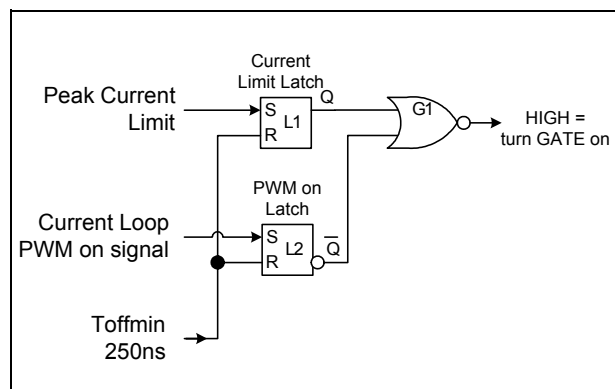 Current
Limit Latch
Q
Peak Current
Limit
S
L1
R
G1
HIGH =
turn GATE on
PWM on
Latch
Current Loop
PWM on signal
S
L2
R
Q̅
Toffmin
250ns